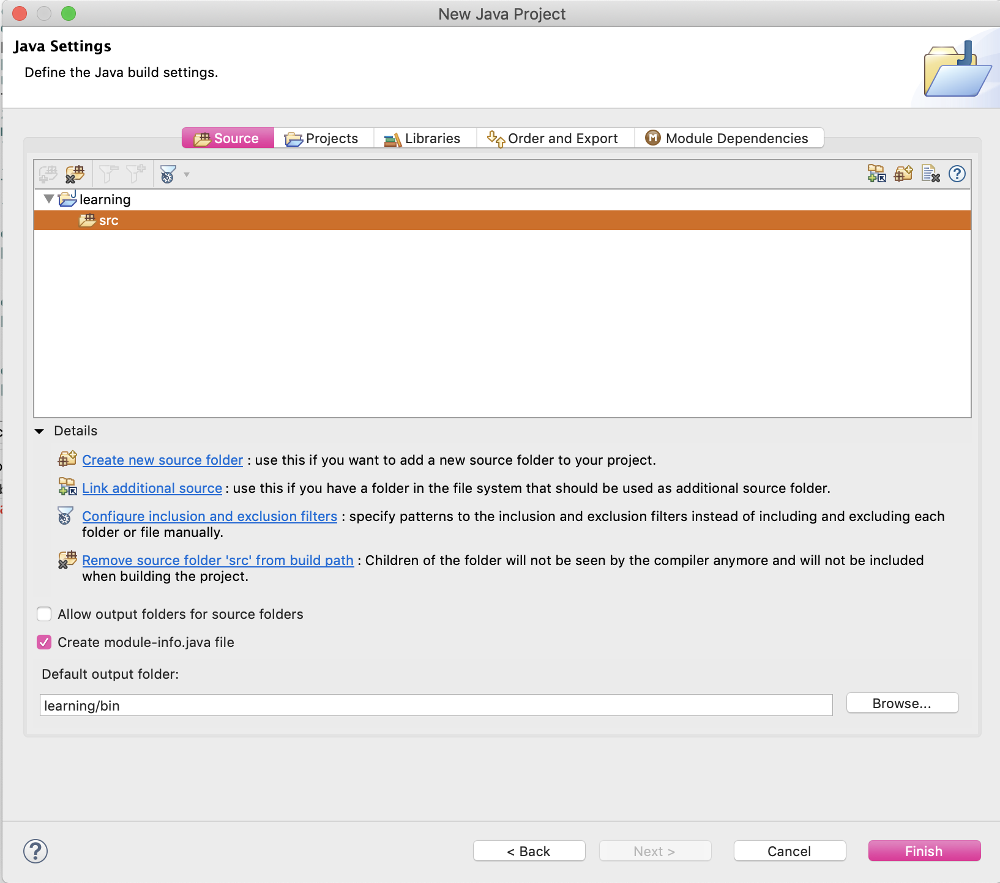 New Java Project
Java Settings
Define the Java build settings.
Source
Projects
Libraries
Order and Export
M
Module Dependencies
?
learning
src
Details
Create new source folder : use this if you want to add a new source folder to your project.
Link additional source : use this if you have a folder in the file system that should be used as additional source folder.
Configure inclusion and exclusion filters : specify patterns to the inclusion and exclusion filters instead of including and excluding each
folder or file manually.
Remove source folder 'src' from build path : Children of the folder will not be seen by the compiler anymore and will not be included
when building the project.
Allow output folders for source folders
Create module-info.java file
Default output folder:
learning/bin
Browse...
?
< Back
Next >
Cancel
Finish